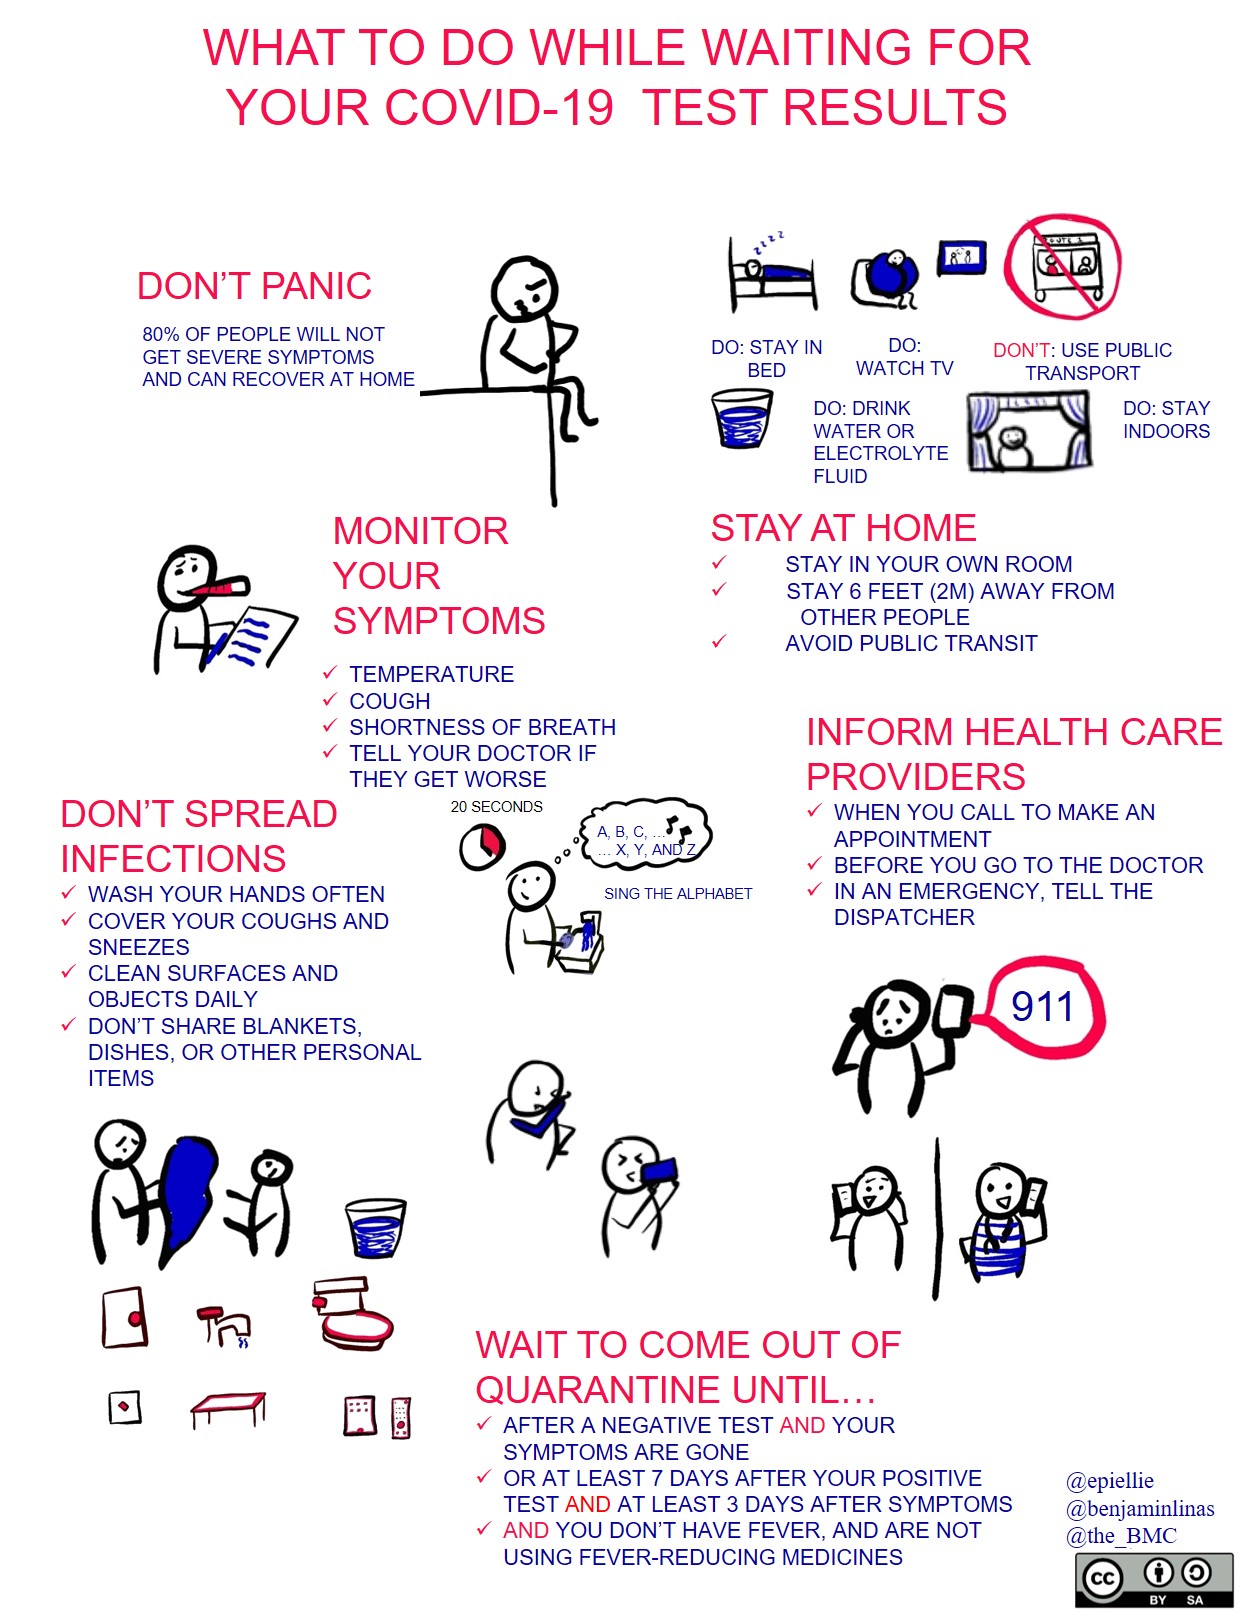 WHAT TO DO WHILE WAITING FOR
YOUR COVID-19 TEST RESULTS
DON'T PANIC
80% OF PEOPLE WILL NOT
GET SEVERE SYMPTOMS
AND CAN RECOVER AT HOME
ZZZZ
ROUTE 1
DO: STAY IN
BED
DO:
WATCH TV
DON'T: USE PUBLIC
TRANSPORT
DO: DRINK
WATER OR
ELECTROLYTE
FLUID
DO: STAY
INDOORS
MONITOR
YOUR
SYMPTOMS
TEMPERATURE
COUGH
SHORTNESS OF BREATH
TELL YOUR DOCTOR IF
THEY GET WORSE
STAY AT HOME
STAY IN YOUR OWN ROOM
STAY 6 FEET (2M) AWAY FROM
OTHER PEOPLE
AVOID PUBLIC TRANSIT
INFORM HEALTH CARE
PROVIDERS
WHEN YOU CALL TO MAKE AN
APPOINTMENT
BEFORE YOU GO TO THE DOCTOR
IN AN EMERGENCY, TELL THE
DISPATCHER
911
DON'T SPREAD
INFECTIONS
WASH YOUR HANDS OFTEN
COVER YOUR COUGHS AND
SNEEZES
CLEAN SURFACES AND
OBJECTS DAILY
DON'T SHARE BLANKETS,
DISHES, OR OTHER PERSONAL
ITEMS
20 SECONDS
A, B, C, ...
... X, Y, AND Z
SING THE ALPHABET
WAIT TO COME OUT OF
QUARANTINE UNTIL...
AFTER A NEGATIVE TEST AND YOUR
SYMPTOMS ARE GONE
OR AT LEAST 7 DAYS AFTER YOUR POSITIVE
TEST AND AT LEAST 3 DAYS AFTER SYMPTOMS
AND YOU DON'T HAVE FEVER, AND ARE NOT
USING FEVER-REDUCING MEDICINES
@epiellie
@benjaminlinas
@the_BMC
cc
BY SA